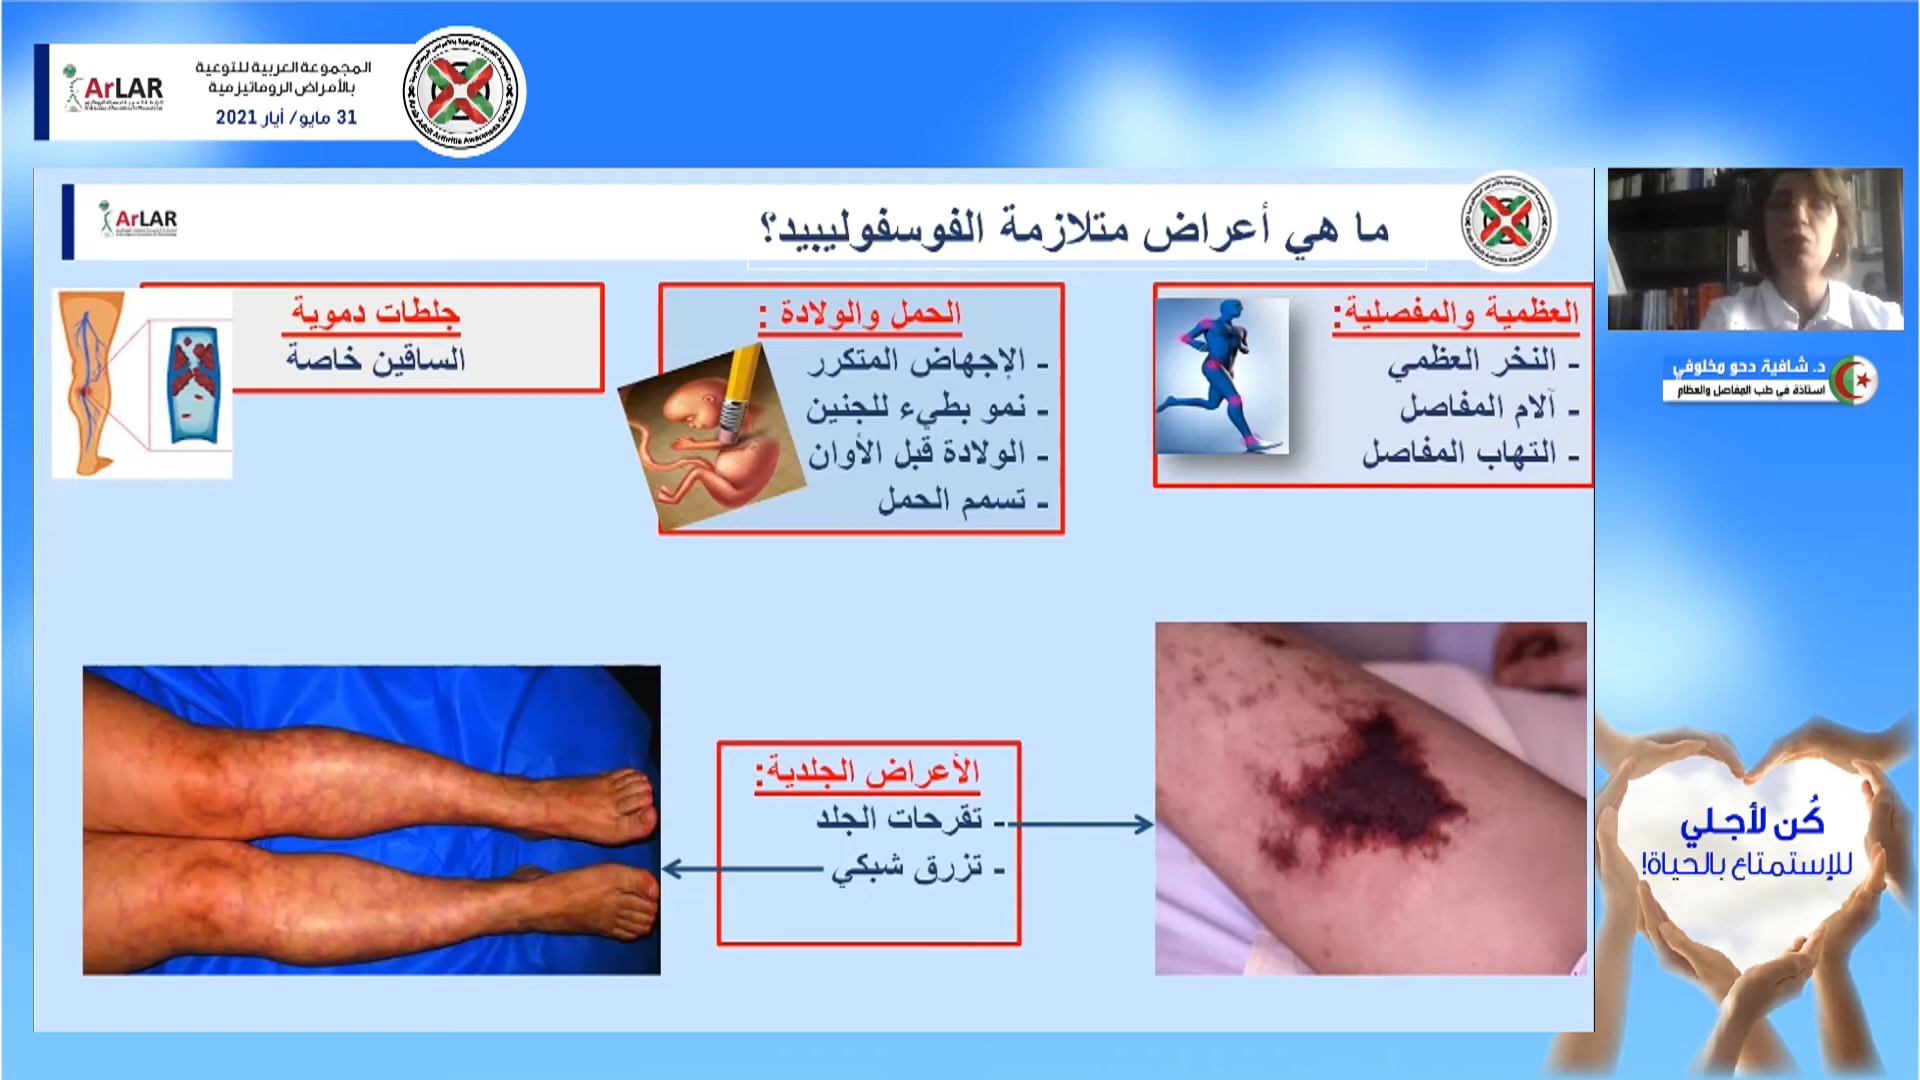 ArLAR
المجموعة العربية للتوعية
بالأمراض الروماتيزمية
31 مايو/ أيار 2021
ArLAR
ما هي أعراض متلازمة الفوسفوليبيد؟
العظمية والمفصلية:
- النخر العظمي
- آلام المفاصل
- التهاب المفاصل
الحمل والولادة :
- الإجهاض المتكرر
- نمو بطيء للجنين
- الولادة قبل الأوان
- تسمم الحمل
جلطات دموية
الساقين خاصة
الأعراض الجلدية:
- تقرحات الجلد
- تزرق شبكي
د. شافية دحو مخلوفي
استاذة في طب المفاصل والعظام
كُن لأجلي
للإستمتاع بالحياة!